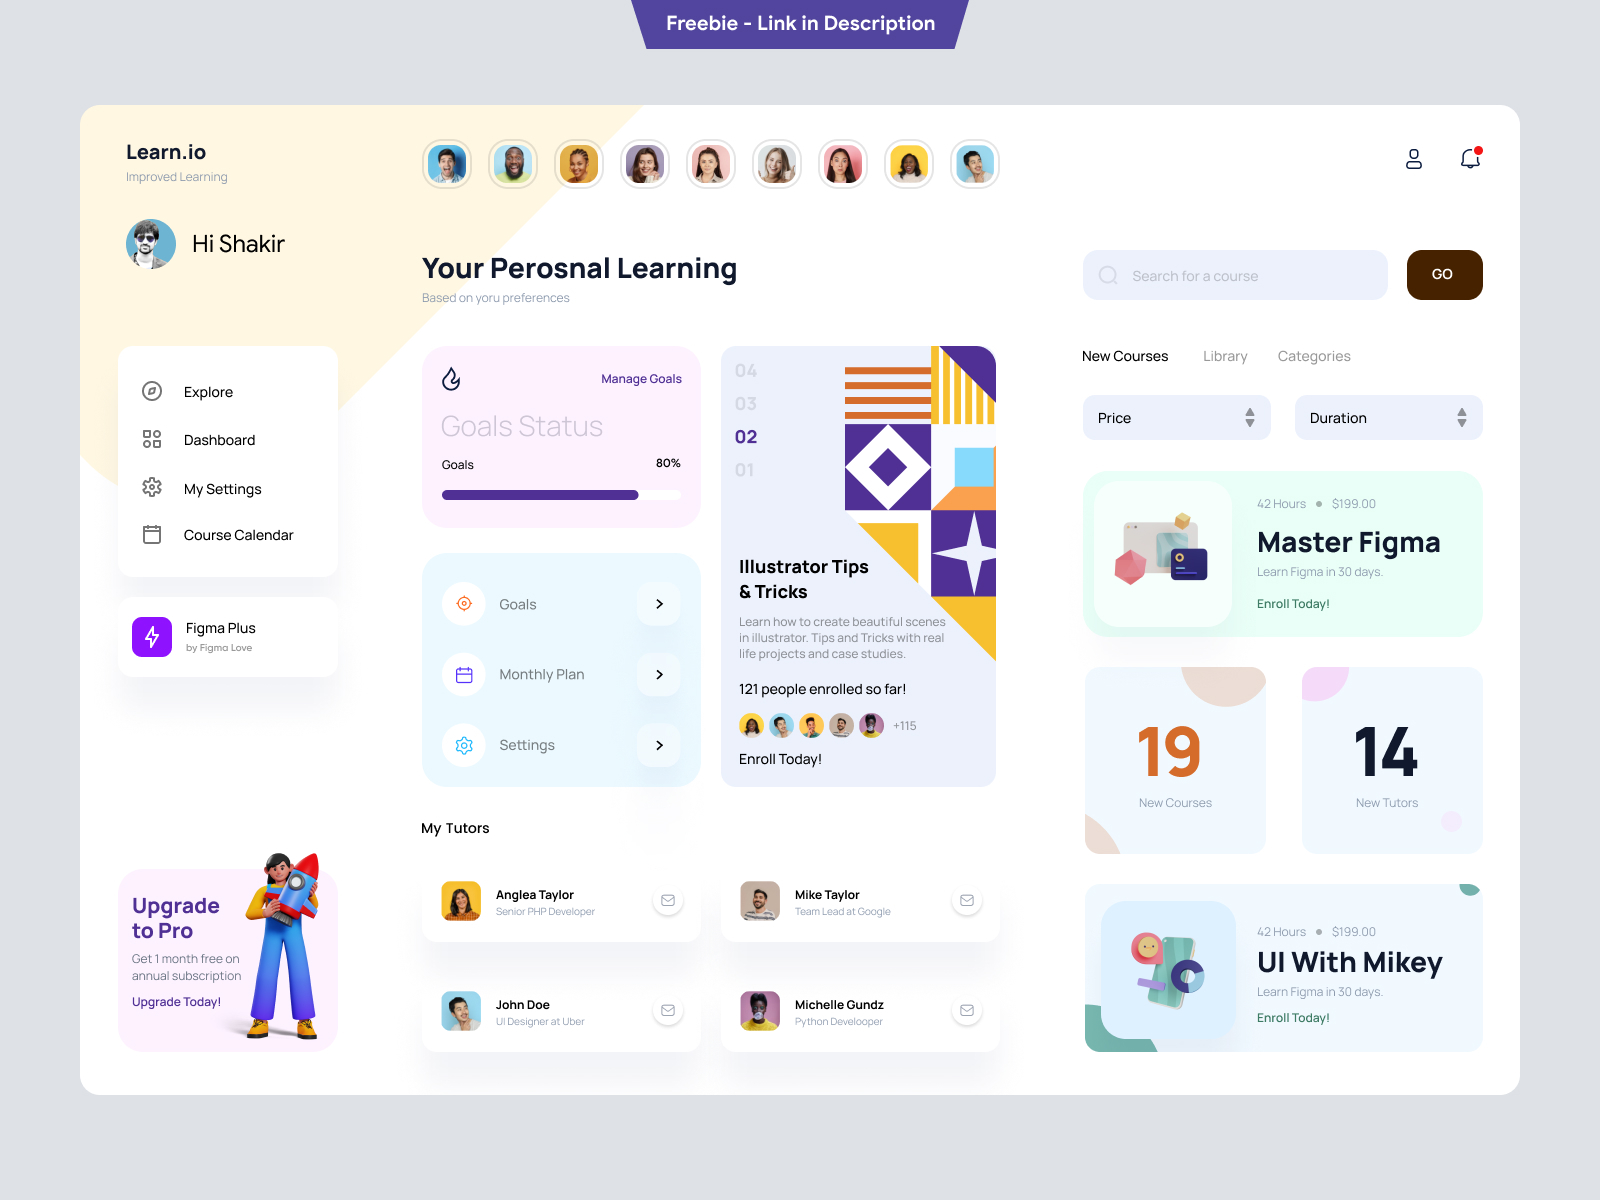 Freebie - Link in Description
Learn.io
Improved Learning
Hi Shakir
Your Perosnal Learning
Based on yoru preferences
Search for a course
GO
Explore
Dashboard
My Settings
Course Calendar
Figma Plus
by Figma Love
Upgrade
to Pro
Get 1 month free on
annual subscription
Upgrade Today!
Manage Goals
Goals Status
Goals
80%
Goals
Monthly Plan
Settings
04
03
02
01
Illustrator Tips
& Tricks
Learn how to create beautiful scenes
in illustrator. Tips and Tricks with real
life projects and case studies.
121 people enrolled so far!
+115
Enroll Today!
My Tutors
Anglea Taylor
Senior PHP Developer
Mike Taylor
Team Lead at Google
John Doe
UI Designer at Uber
Michelle Gundz
Python Develooper
New Courses
Library
Categories
Price
Duration
42 Hours
$199.00
Master Figma
Learn Figma in 30 days.
Enroll Today!
19
New Courses
14
New Tutors
42 Hours
$199.00
UI With Mikey
Learn Figma in 30 days.
Enroll Today!